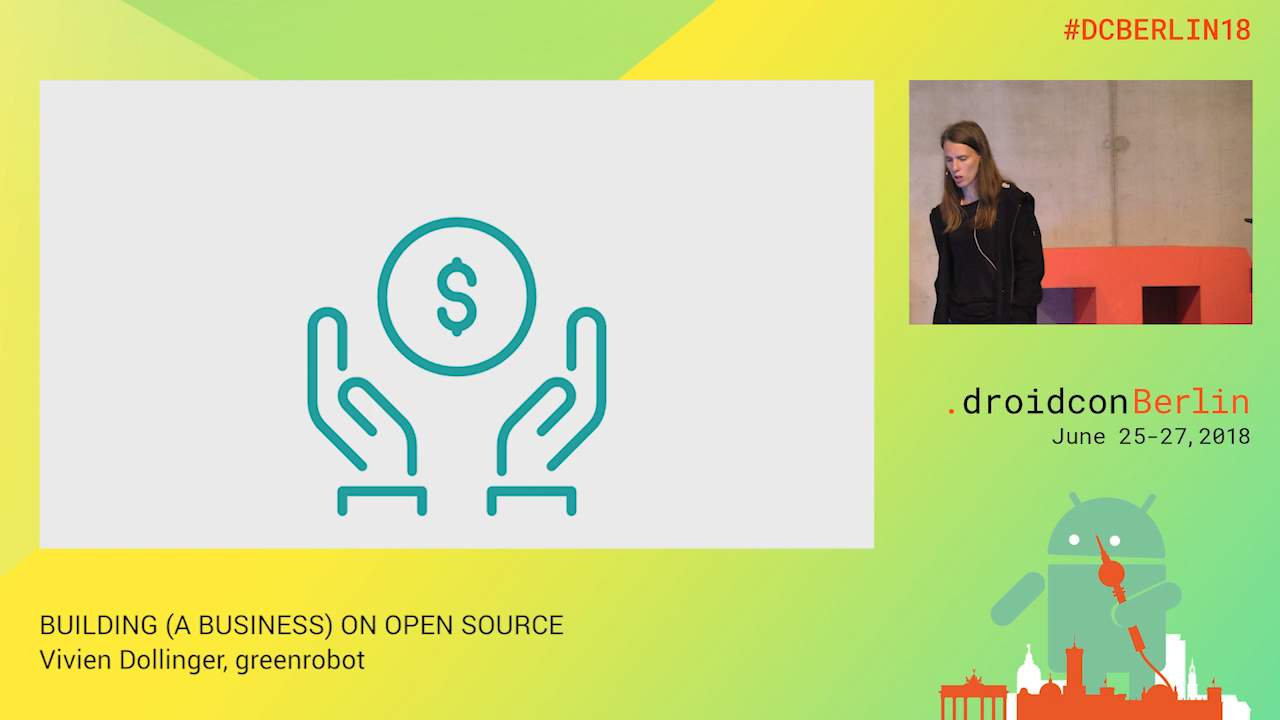 #DCBERLIN18
$
.droidconBerlin
June 25-27, 2018
BUILDING (A BUSINESS) ON OPEN SOURCE
Vivien Dollinger, greenrobot